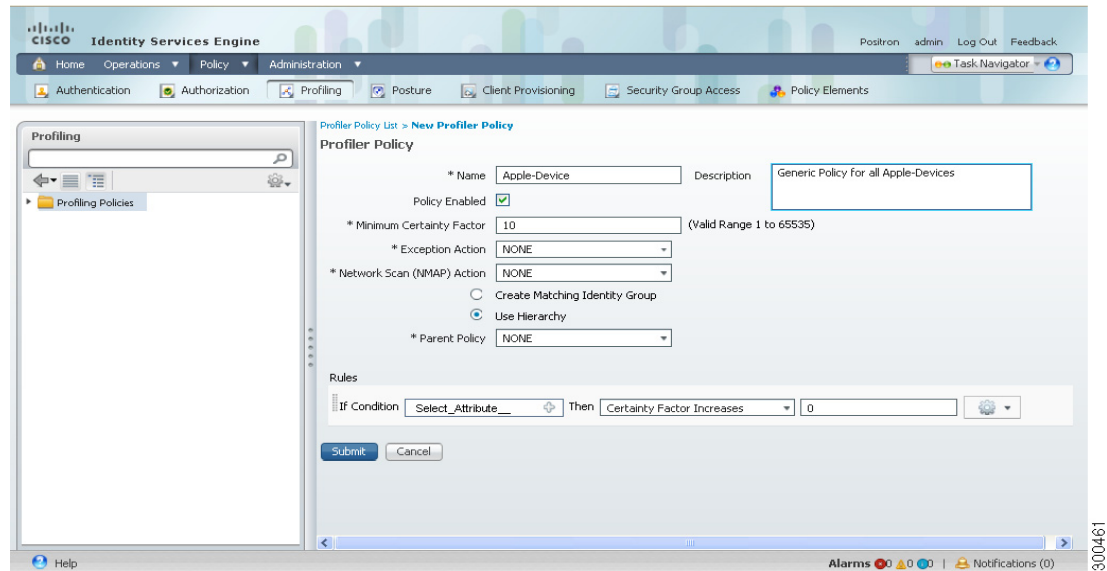 CISCO Identity Services Engine
Positron admin Log Out Feedback
Home Operations Policy Administration
Task Navigator
Authentication Authorization Profiling Posture Client Provisioning Security Group Access Policy Elements
Profiling
Profiling Policies
Profiler Policy List > New Profiler Policy
Profiler Policy
* Name Apple-Device Description Generic Policy for all Apple-Devices
Policy Enabled
* Minimum Certainty Factor 10 (Valid Range 1 to 65535)
* Exception Action NONE
* Network Scan (NMAP) Action NONE
Create Matching Identity Group
Use Hierarchy
* Parent Policy NONE
Rules
If Condition Select_Attribute__ Then Certainty Factor Increases 0
Submit Cancel
Help
Alarms 0 0 0 | Notifications (0)
300461